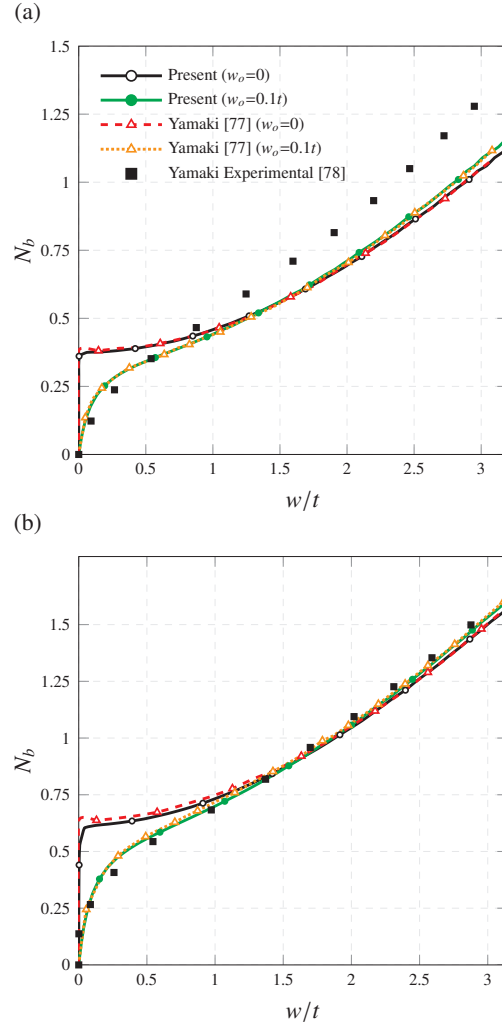 (a)
1.5
1.25
1
0.75
0.5
0.25
0
N_b
Present (w_o=0)
Present (w_o=0.1t)
Yamaki [77] (w_o=0)
Yamaki [77] (w_o=0.1t)
Yamaki Experimental [78]
0 0.5 1 1.5 2 2.5 3
w/t
(b)
1.5
1.25
1
0.75
0.5
0.25
0
N_b
0 0.5 1 1.5 2 2.5 3
w/t